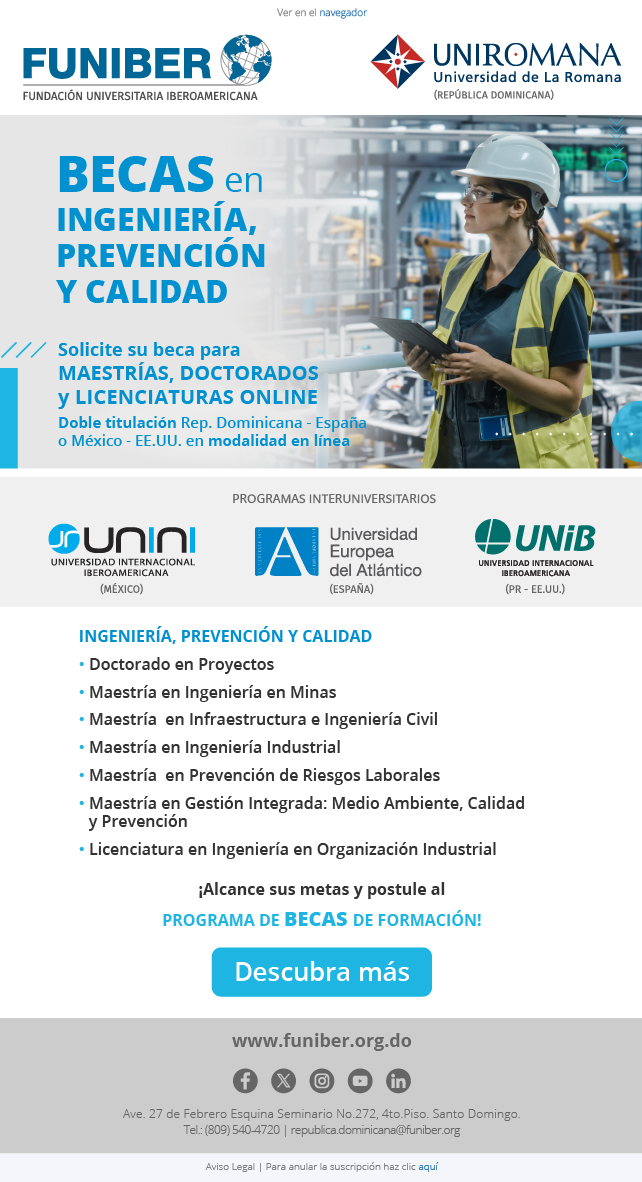 Ver en el navegador
FUNIBER
FUNDACIÓN UNIVERSITARIA IBEROAMERICANA
UNIROMANA
Universidad de La Romana
(REPÚBLICA DOMINICANA)
BECAS en
INGENIERÍA,
PREVENCIÓN
Y CALIDAD
Solicite su beca para
MAESTRÍAS, DOCTORADOS
y LICENCIATURAS ONLINE
Doble titulación Rep. Dominicana - España
o México - EE.UU. en modalidad en línea
PROGRAMAS INTERUNIVERSITARIOS
unini
UNIVERSIDAD INTERNACIONAL
IBEROAMERICANA
(MÉXICO)
Universidad
Europea
del Atlántico
(ESPAÑA)
UNiB
UNIVERSIDAD INTERNACIONAL
IBEROAMERICANA
(PR - EE.UU.)
INGENIERÍA, PREVENCIÓN Y CALIDAD
• Doctorado en Proyectos
• Maestría en Ingeniería en Minas
• Maestría en Infraestructura e Ingeniería Civil
• Maestría en Ingeniería Industrial
• Maestría en Prevención de Riesgos Laborales
• Maestría en Gestión Integrada: Medio Ambiente, Calidad
y Prevención
• Licenciatura en Ingeniería en Organización Industrial
¡Alcance sus metas y postule al
PROGRAMA DE BECAS DE FORMACIÓN!
Descubra más
www.funiber.org.do
Ave. 27 de Febrero Esquina Seminario No.272, 4to.Piso. Santo Domingo.
Tel.: (809) 540-4720 | republica.dominicana@funiber.org
Aviso Legal | Para anular la suscripción haz clic aquí